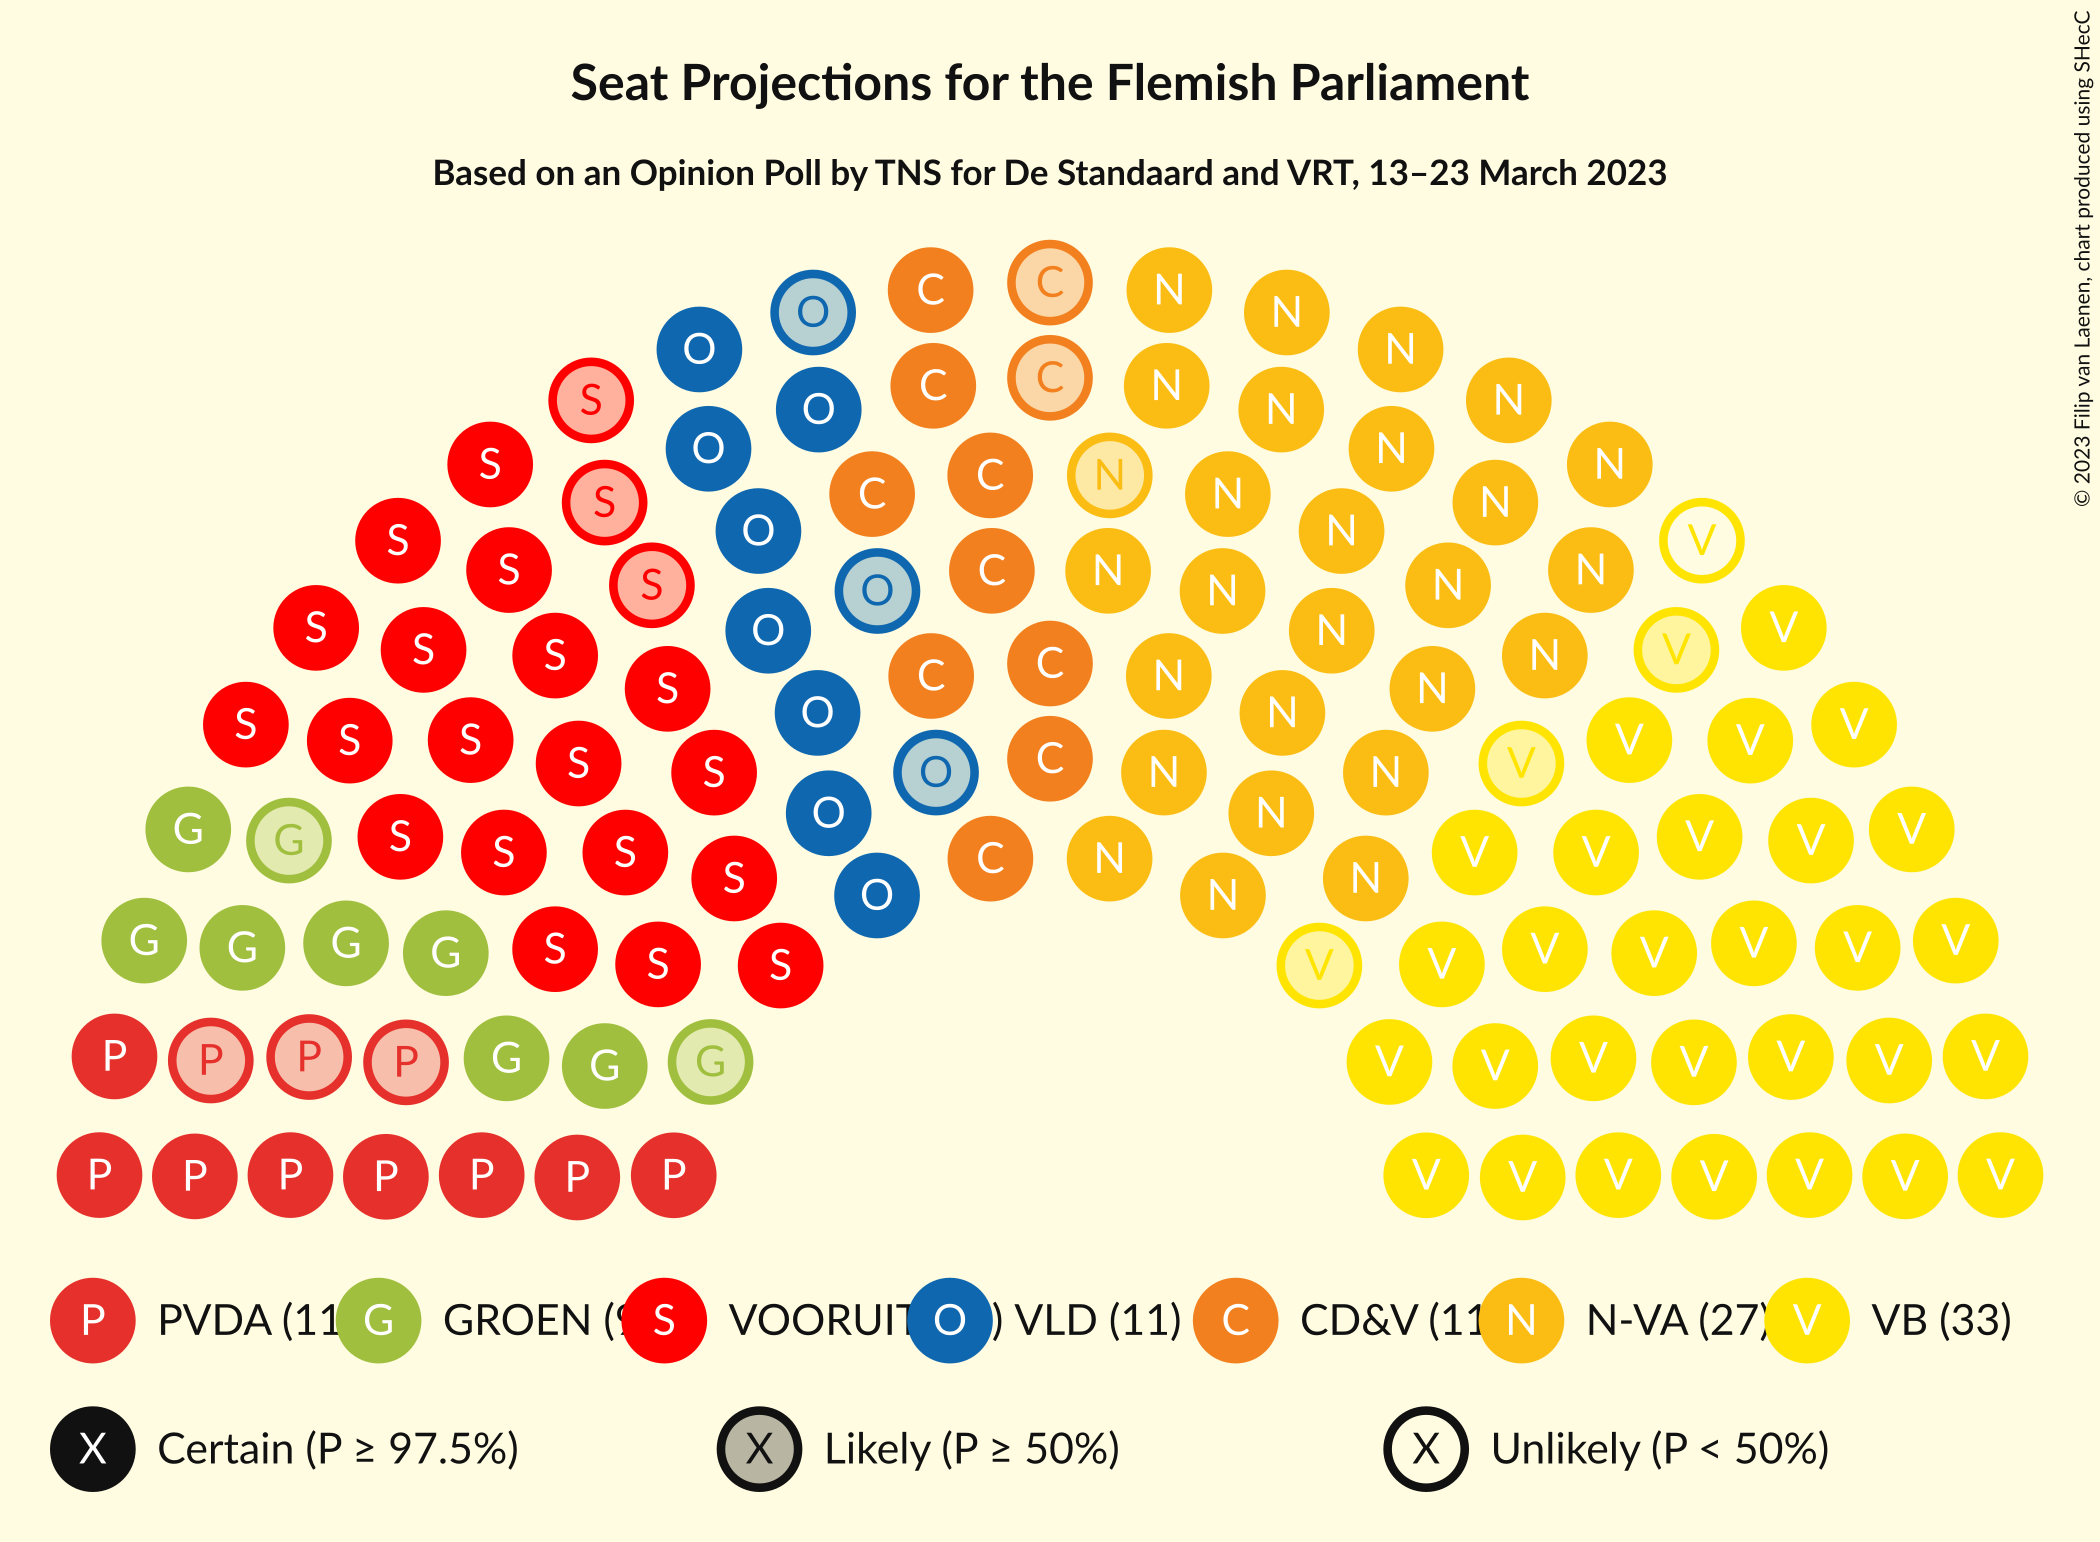 Seat Projections for the Flemish Parliament
Based on an Opinion Poll by TNS for De Standaard and VRT, 13–23 March 2023
© 2023 Filip van Laenen, chart produced using SHecC
O C C N N
O N
S C C N N
O N
S O N N
S C C N N N
S O N V
S S O N N N
S S C N N V
S O N
S S O N V
S S C C N N V
S S O N V
S S S S C N N V V V
S S O N V
G G S S S S O C N N N V V V V V
G G G G S S S O N V V V V V V V
P P P P G G G V V V V V V V
P P P P P P P V V V V V V V
P PVDA (11 G GROEN ( S VOORUIT O ) VLD (11) C CD&V (11 N N-VA (27) V VB (33)
X Certain (P ≥ 97.5%) X Likely (P ≥ 50%) X Unlikely (P < 50%)